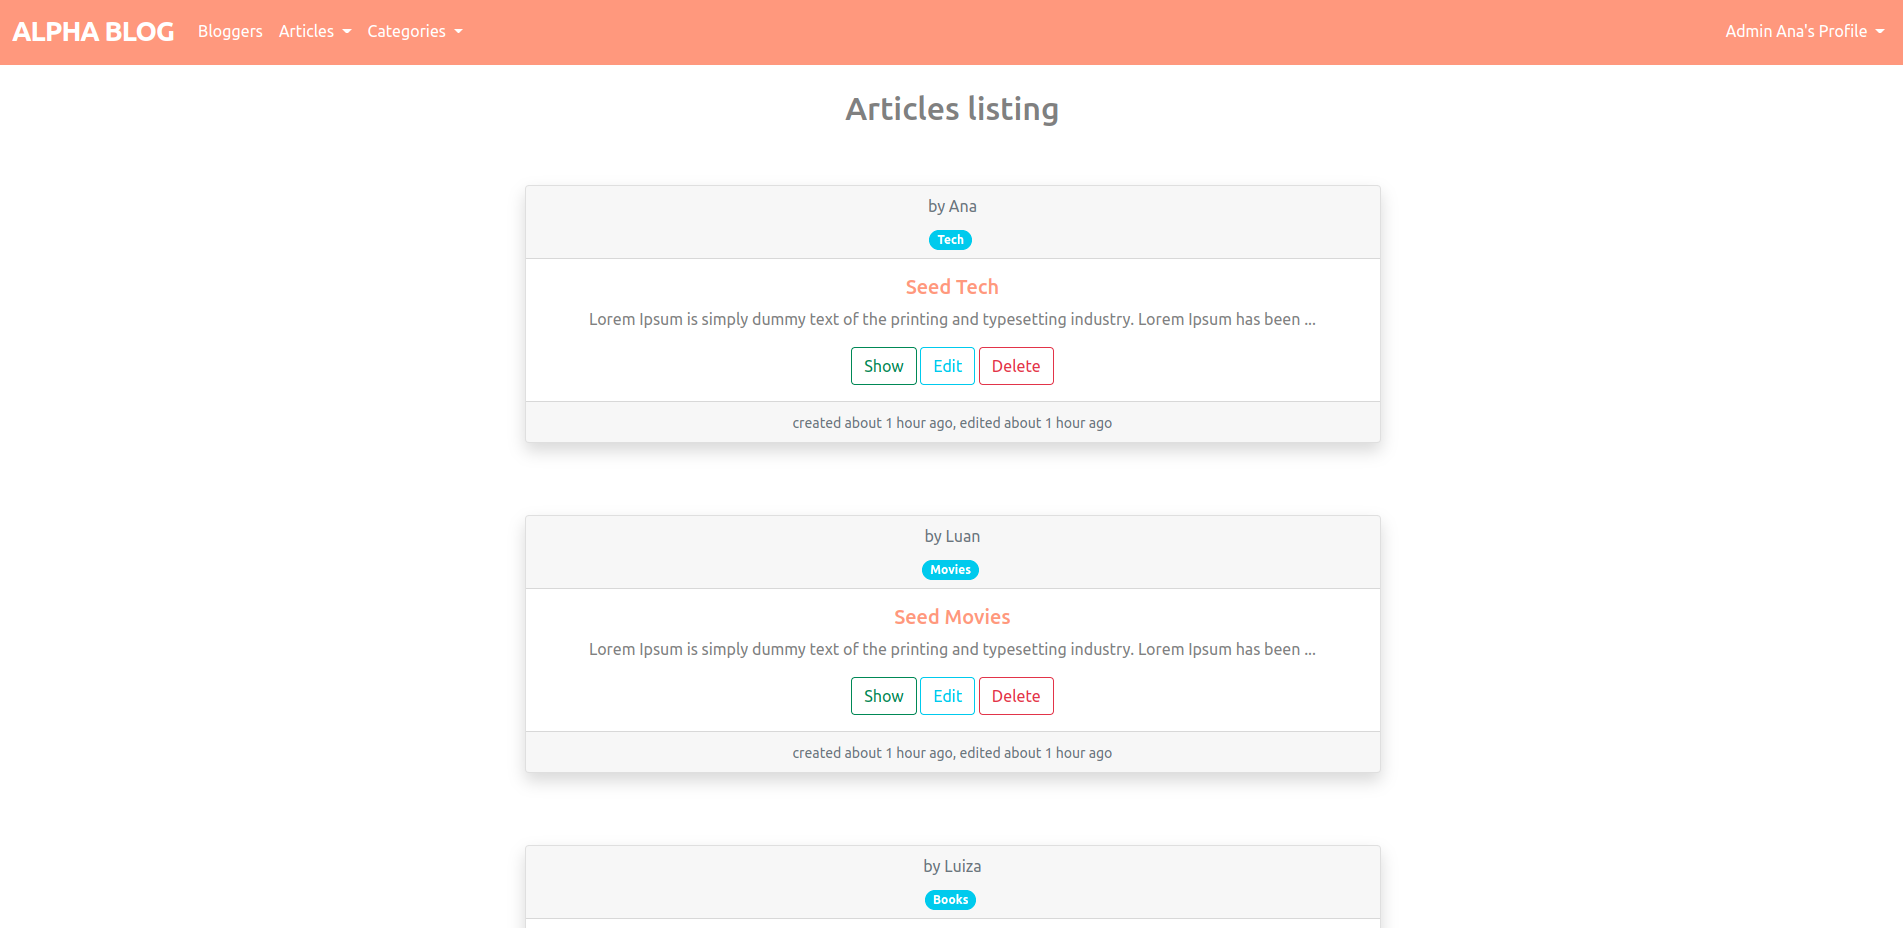 ALPHA BLOG Bloggers Articles Categories Admin Ana's Profile
Articles listing
by Ana
Tech
Seed Tech
Lorem Ipsum is simply dummy text of the printing and typesetting industry. Lorem Ipsum has been ...
Show Edit Delete
created about 1 hour ago, edited about 1 hour ago
by Luan
Movies
Seed Movies
Lorem Ipsum is simply dummy text of the printing and typesetting industry. Lorem Ipsum has been ...
Show Edit Delete
created about 1 hour ago, edited about 1 hour ago
by Luiza
Books